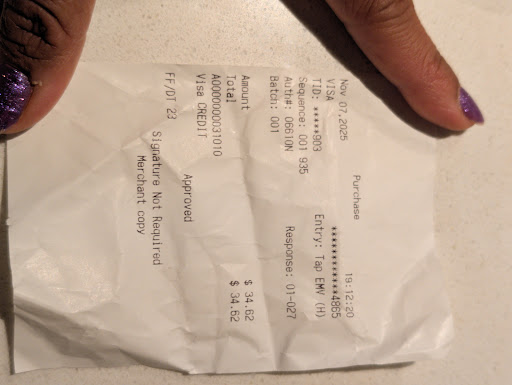 Purchase
Nov 07,2025 19:12:20
VISA ************4865
TID: *****903 Entry: Tap EMV (H)
Sequence: 001 935
Auth#: 06610N Response: 01-027
Batch: 001
Amount $ 34.62
Total $ 34.62
A0000000031010
Visa CREDIT
Approved
FF/DT 23
Signature Not Required
Merchant copy